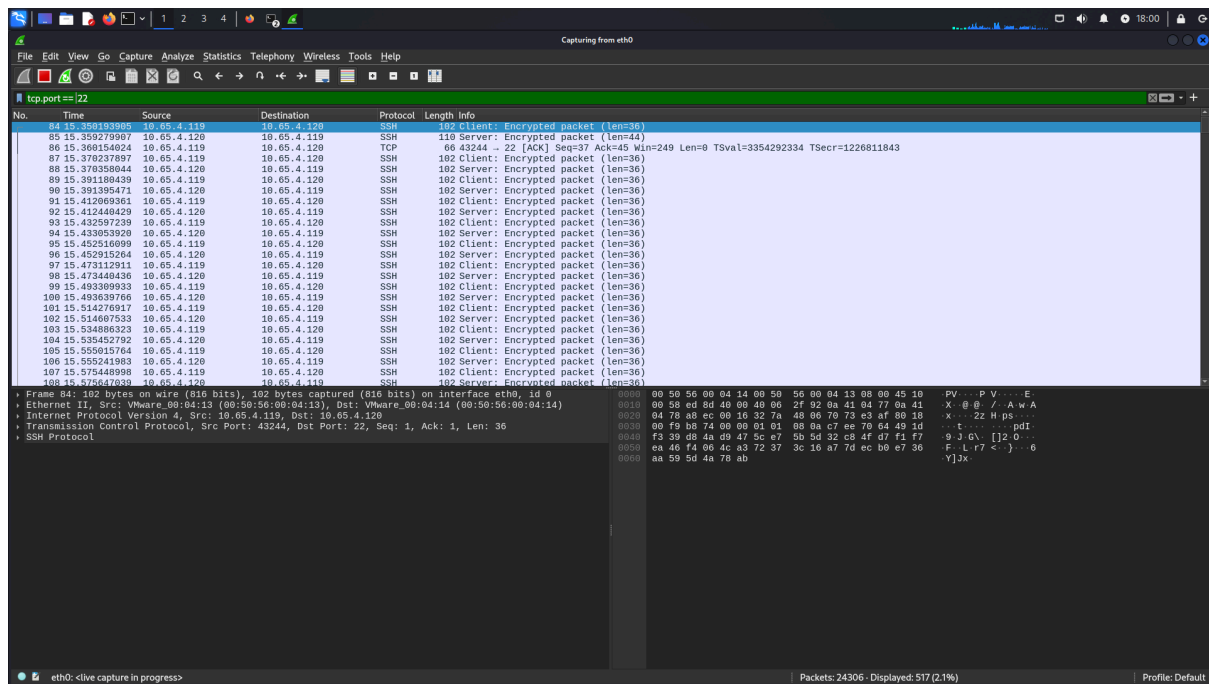 1 2 3 4 18:00
Capturing from eth0
File Edit View Go Capture Analyze Statistics Telephony Wireless Tools Help
tcp.port == 22
No. Time Source Destination Protocol Length Info
84 15.350193905 10.65.4.119 10.65.4.120 SSH 102 Client: Encrypted packet (len=36)
85 15.359279907 10.65.4.120 10.65.4.119 SSH 110 Server: Encrypted packet (len=44)
86 15.360154024 10.65.4.119 10.65.4.120 TCP 66 43244 → 22 [ACK] Seq=37 Ack=45 Win=249 Len=0 TSval=3354292334 TSecr=1226811843
87 15.370237897 10.65.4.119 10.65.4.120 SSH 102 Client: Encrypted packet (len=36)
88 15.370358044 10.65.4.120 10.65.4.119 SSH 102 Server: Encrypted packet (len=36)
89 15.391180439 10.65.4.119 10.65.4.120 SSH 102 Client: Encrypted packet (len=36)
90 15.391395471 10.65.4.120 10.65.4.119 SSH 102 Server: Encrypted packet (len=36)
91 15.412069361 10.65.4.119 10.65.4.120 SSH 102 Client: Encrypted packet (len=36)
92 15.412440429 10.65.4.120 10.65.4.119 SSH 102 Server: Encrypted packet (len=36)
93 15.432597239 10.65.4.119 10.65.4.120 SSH 102 Client: Encrypted packet (len=36)
94 15.433053920 10.65.4.120 10.65.4.119 SSH 102 Server: Encrypted packet (len=36)
95 15.452516099 10.65.4.119 10.65.4.120 SSH 102 Client: Encrypted packet (len=36)
96 15.452915264 10.65.4.120 10.65.4.119 SSH 102 Server: Encrypted packet (len=36)
97 15.473112911 10.65.4.119 10.65.4.120 SSH 102 Client: Encrypted packet (len=36)
98 15.473440436 10.65.4.120 10.65.4.119 SSH 102 Server: Encrypted packet (len=36)
99 15.493309933 10.65.4.119 10.65.4.120 SSH 102 Client: Encrypted packet (len=36)
100 15.493639766 10.65.4.120 10.65.4.119 SSH 102 Server: Encrypted packet (len=36)
101 15.514276917 10.65.4.119 10.65.4.120 SSH 102 Client: Encrypted packet (len=36)
102 15.514607533 10.65.4.120 10.65.4.119 SSH 102 Server: Encrypted packet (len=36)
103 15.534886323 10.65.4.119 10.65.4.120 SSH 102 Client: Encrypted packet (len=36)
104 15.535452792 10.65.4.120 10.65.4.119 SSH 102 Server: Encrypted packet (len=36)
105 15.555015764 10.65.4.119 10.65.4.120 SSH 102 Client: Encrypted packet (len=36)
106 15.555241983 10.65.4.120 10.65.4.119 SSH 102 Server: Encrypted packet (len=36)
107 15.575448998 10.65.4.119 10.65.4.120 SSH 102 Client: Encrypted packet (len=36)
108 15.575647039 10.65.4.120 10.65.4.119 SSH 102 Server: Encrypted packet (len=36)
Frame 84: 102 bytes on wire (816 bits), 102 bytes captured (816 bits) on interface eth0, id 0
Ethernet II, Src: VMware_00:04:13 (00:50:56:00:04:13), Dst: VMware_00:04:14 (00:50:56:00:04:14)
Internet Protocol Version 4, Src: 10.65.4.119, Dst: 10.65.4.120
Transmission Control Protocol, Src Port: 43244, Dst Port: 22, Seq: 1, Ack: 1, Len: 36
SSH Protocol
0000 00 50 56 00 04 14 00 50 56 00 04 13 08 00 45 10 ·PV····P V·····E·
0010 00 58 ed 8d 40 00 40 06 2f 92 0a 41 04 77 0a 41 ·X··@·@· /··A·w·A
0020 04 78 a8 ec 00 16 32 7a 48 06 70 73 e3 af 80 18 ·x····2z H·ps····
0030 00 f9 b8 74 00 00 01 01 08 0a c7 ee 70 64 49 1d ···t···· ····pdI·
0040 f3 39 d8 4a d9 47 5c e7 5b 5d 32 c8 4f d7 f1 f7 ·9·J·G\· []2·O···
0050 ea 46 f4 06 4c a3 72 37 3c 16 a7 7d ec b0 e7 36 ·F··L·r7 <··}···6
0060 aa 59 5d 4a 78 ab ·Y]Jx·
eth0: <live capture in progress> Packets: 24306 · Displayed: 517 (2.1%) Profile: Default